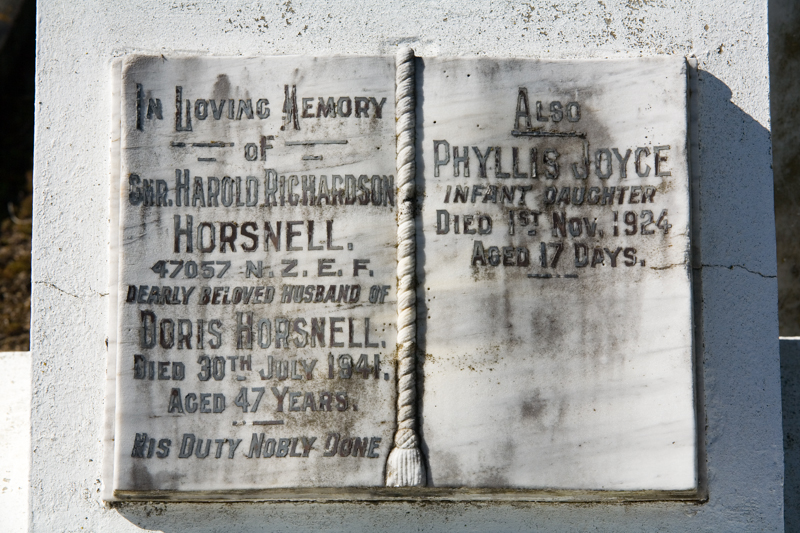 In Loving Memory
of
Gnr. Harold Richardson
Horsnell.
47057 N. Z. E. F.
Dearly Beloved Husband of
Doris Horsnell.
Died 30th July 1941.
Aged 47 Years.
His Duty Nobly Done
Also
Phyllis Joyce
Infant Daughter
Died 1st Nov, 1924
Aged 17 Days.